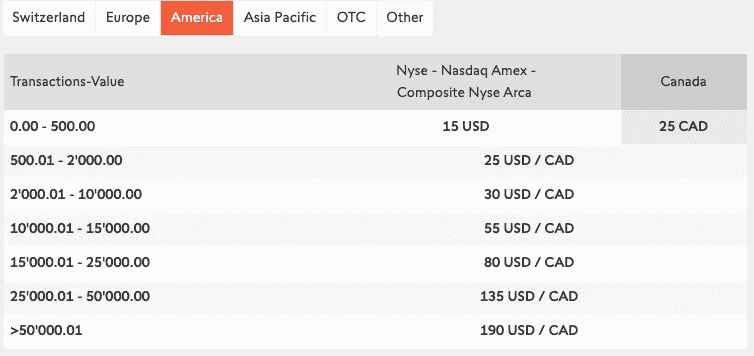 Switzerland Europe America Asia Pacific OTC Other
Transactions-Value Nyse - Nasdaq Amex - Composite Nyse Arca Canada
0.00 - 500.00 15 USD 25 CAD
500.01 - 2'000.00 25 USD / CAD
2'000.01 - 10'000.00 30 USD / CAD
10'000.01 - 15'000.00 55 USD / CAD
15'000.01 - 25'000.00 80 USD / CAD
25'000.01 - 50'000.00 135 USD / CAD
>50'000.01 190 USD / CAD